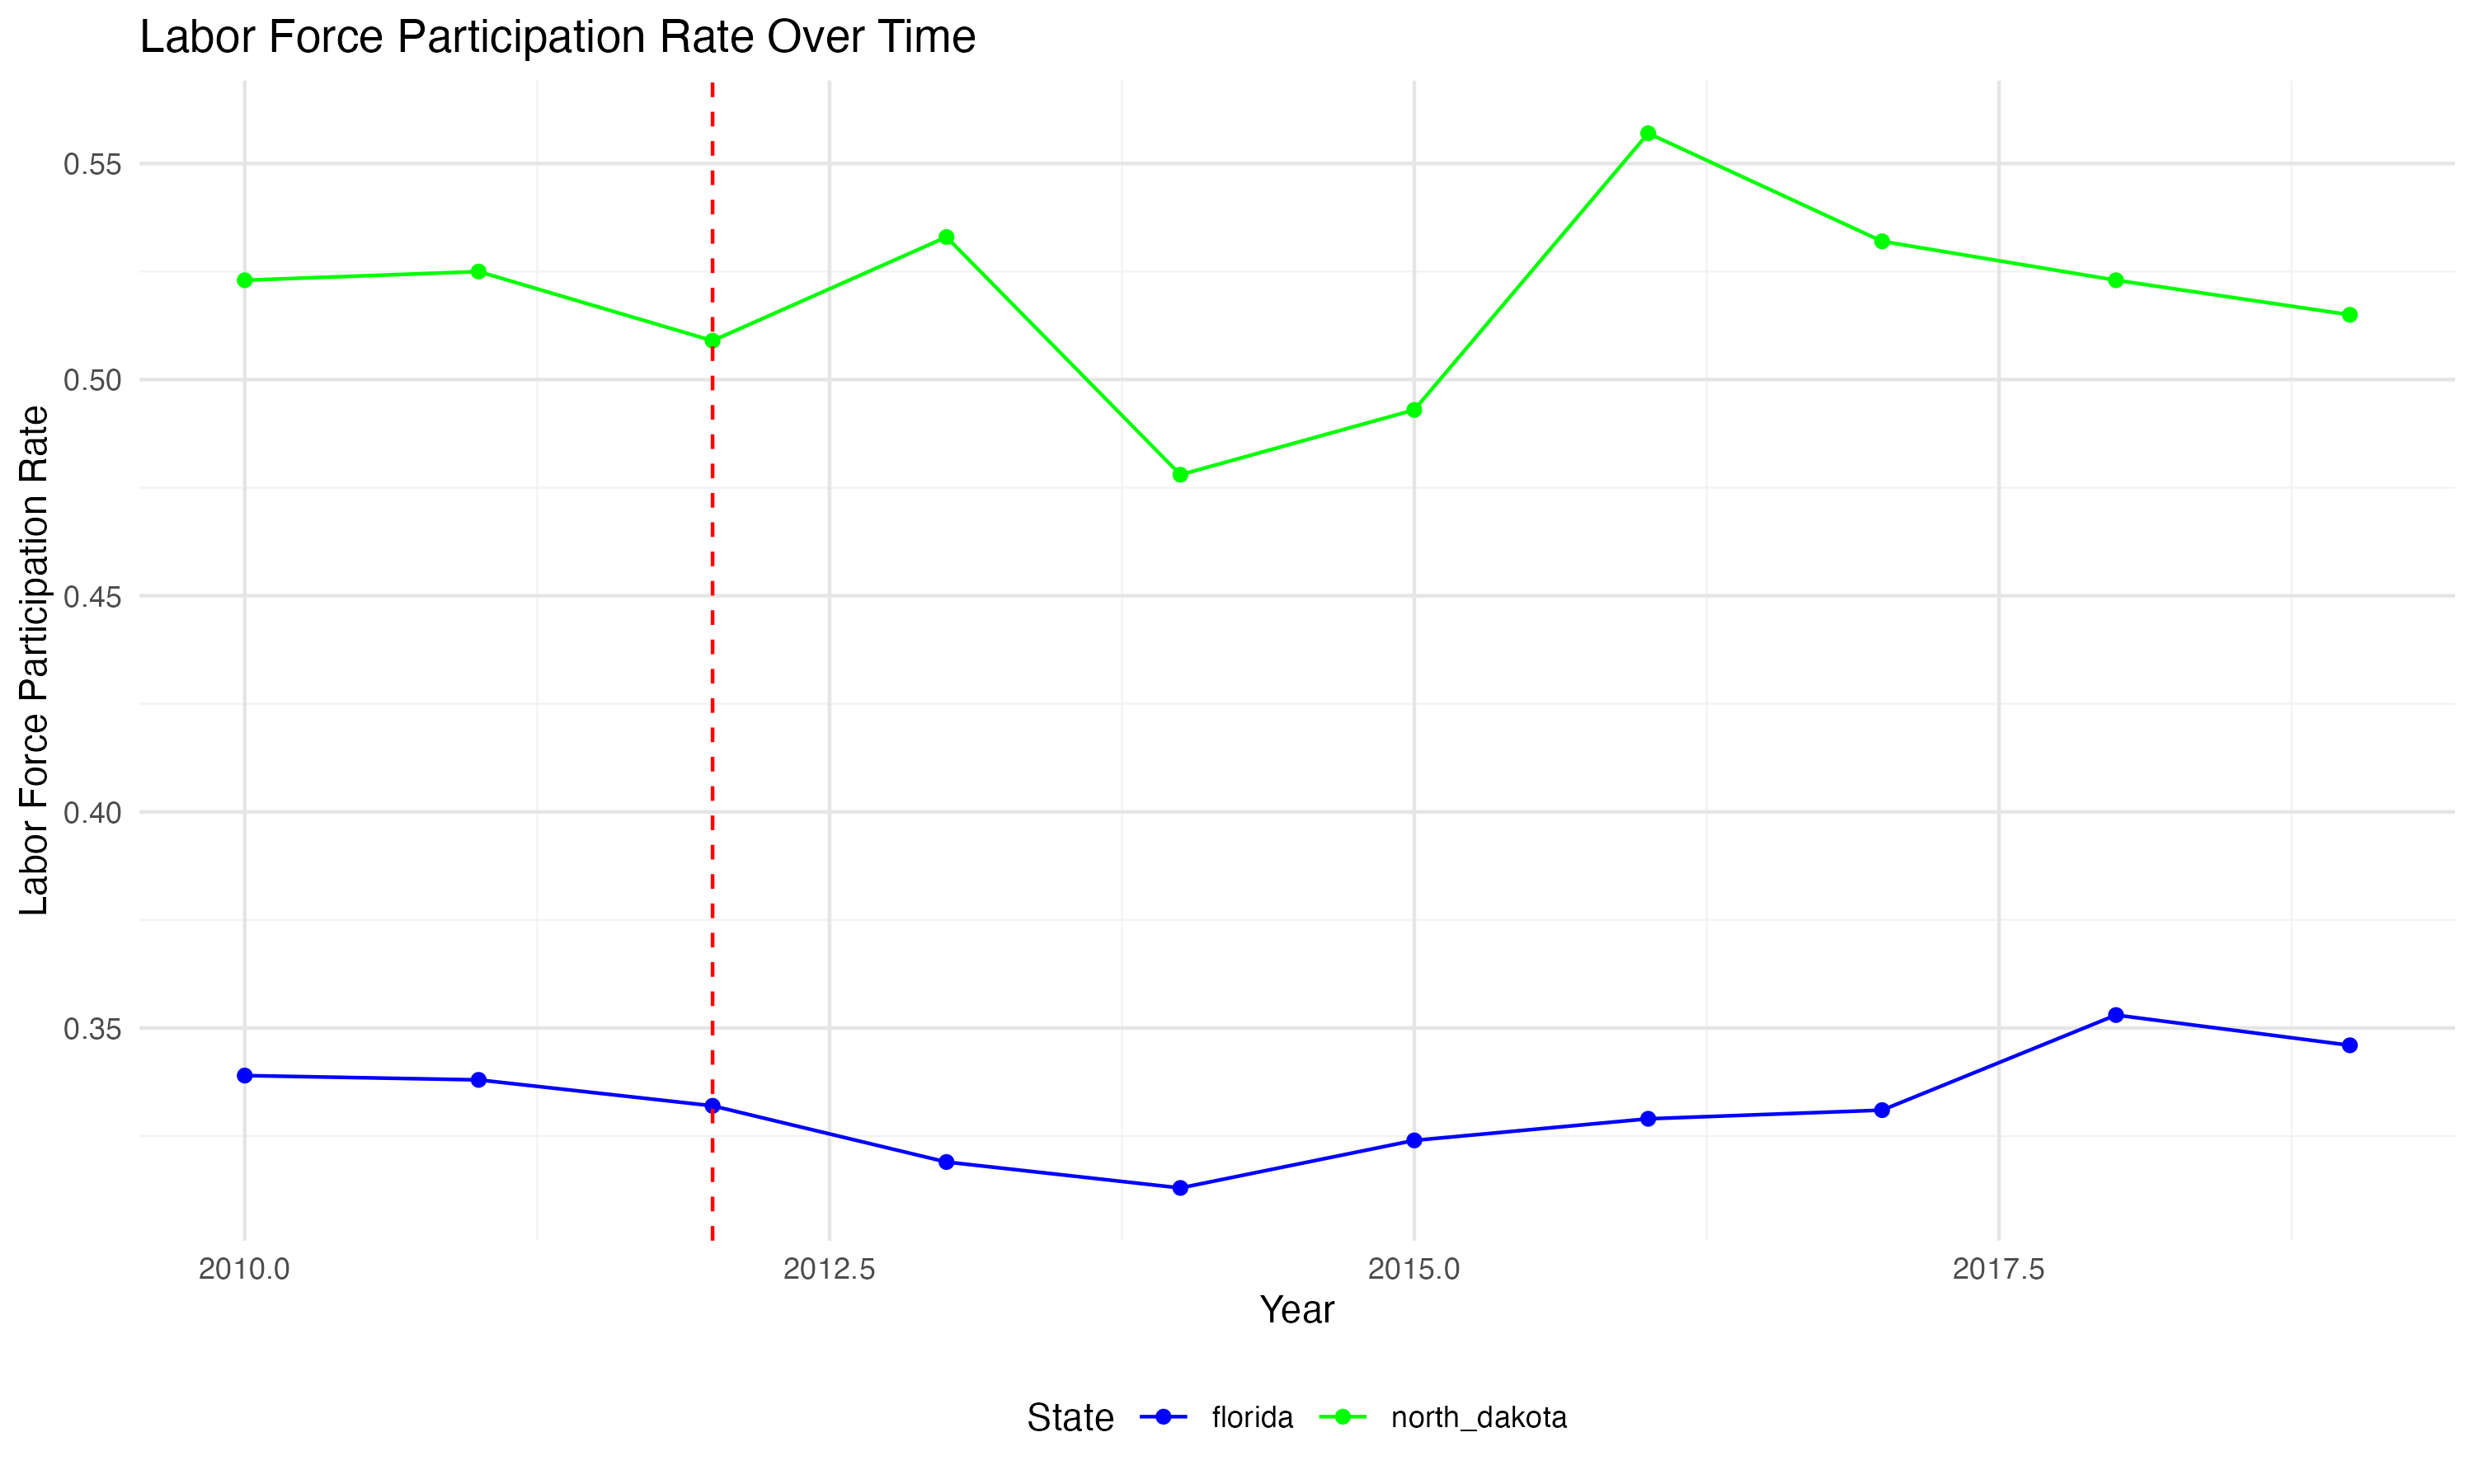 Labor Force Participation Rate Over Time
Labor Force Participation Rate
0.55
0.50
0.45
0.40
0.35
2010.0 2012.5 2015.0 2017.5
Year
State florida north_dakota